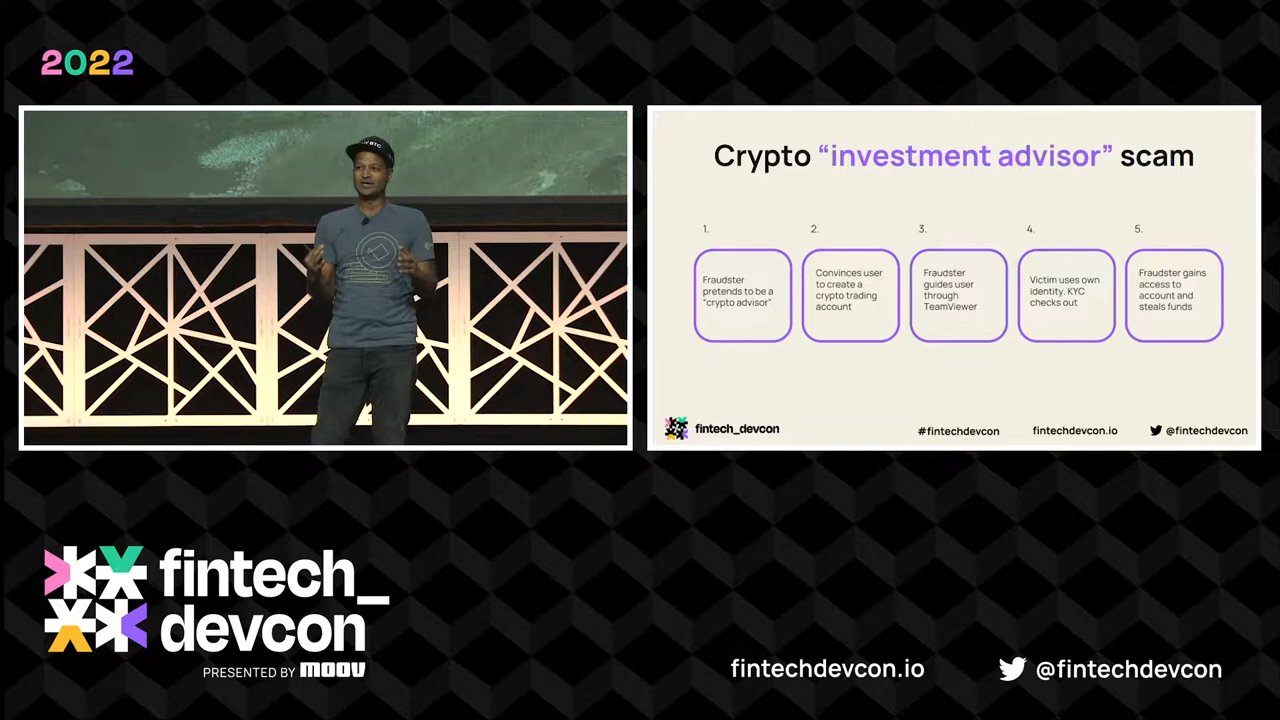 2022
Crypto “investment advisor” scam
1.
Fraudster
pretends to be a
“crypto advisor”
2.
Convinces user
to create a
crypto trading
account
3.
Fraudster
guides user
through
TeamViewer
4.
Victim uses own
identity. KYC
checks out
5.
Fraudster gains
access to
account and
steals funds
fintech_devcon
#fintechdevcon
fintechdevcon.io
@fintechdevcon
fintech_
devcon
PRESENTED BY MOOV
fintechdevcon.io
@fintechdevcon